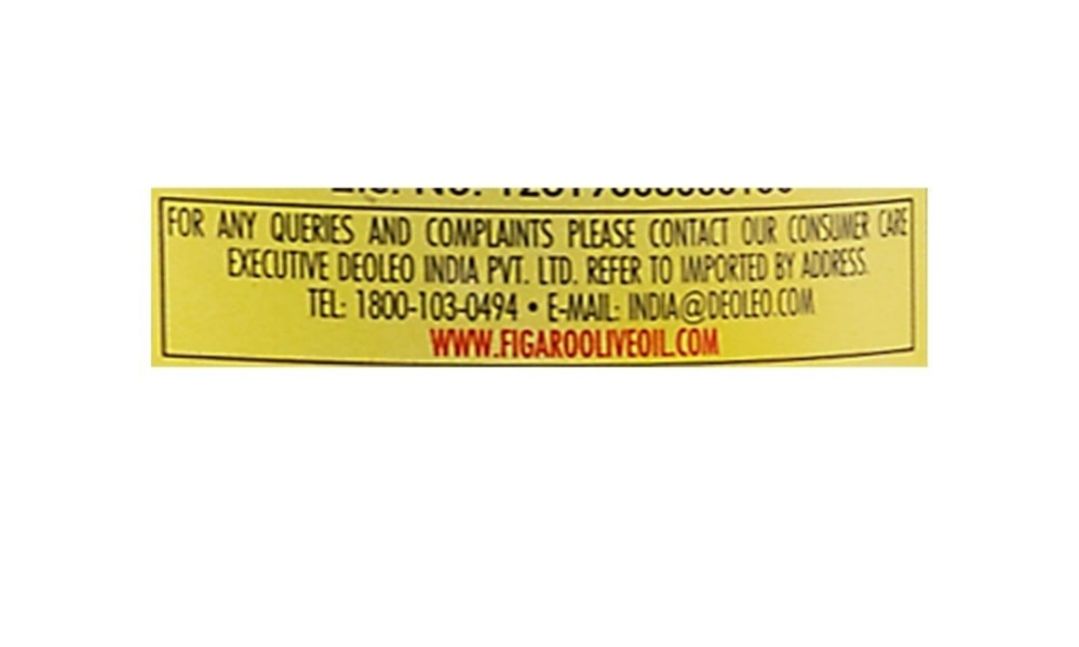 FOR ANY QUERIES AND COMPLAINTS PLEASE CONTACT OUR CONSUMER CARE
EXECUTIVE DEOLEO INDIA PVT. LTD. REFER TO IMPORTED BY ADDRESS.
TEL: 1800-103-0494 • E-MAIL: INDIA@DEOLEO.COM
WWW.FIGAROOLIVEOIL.COM